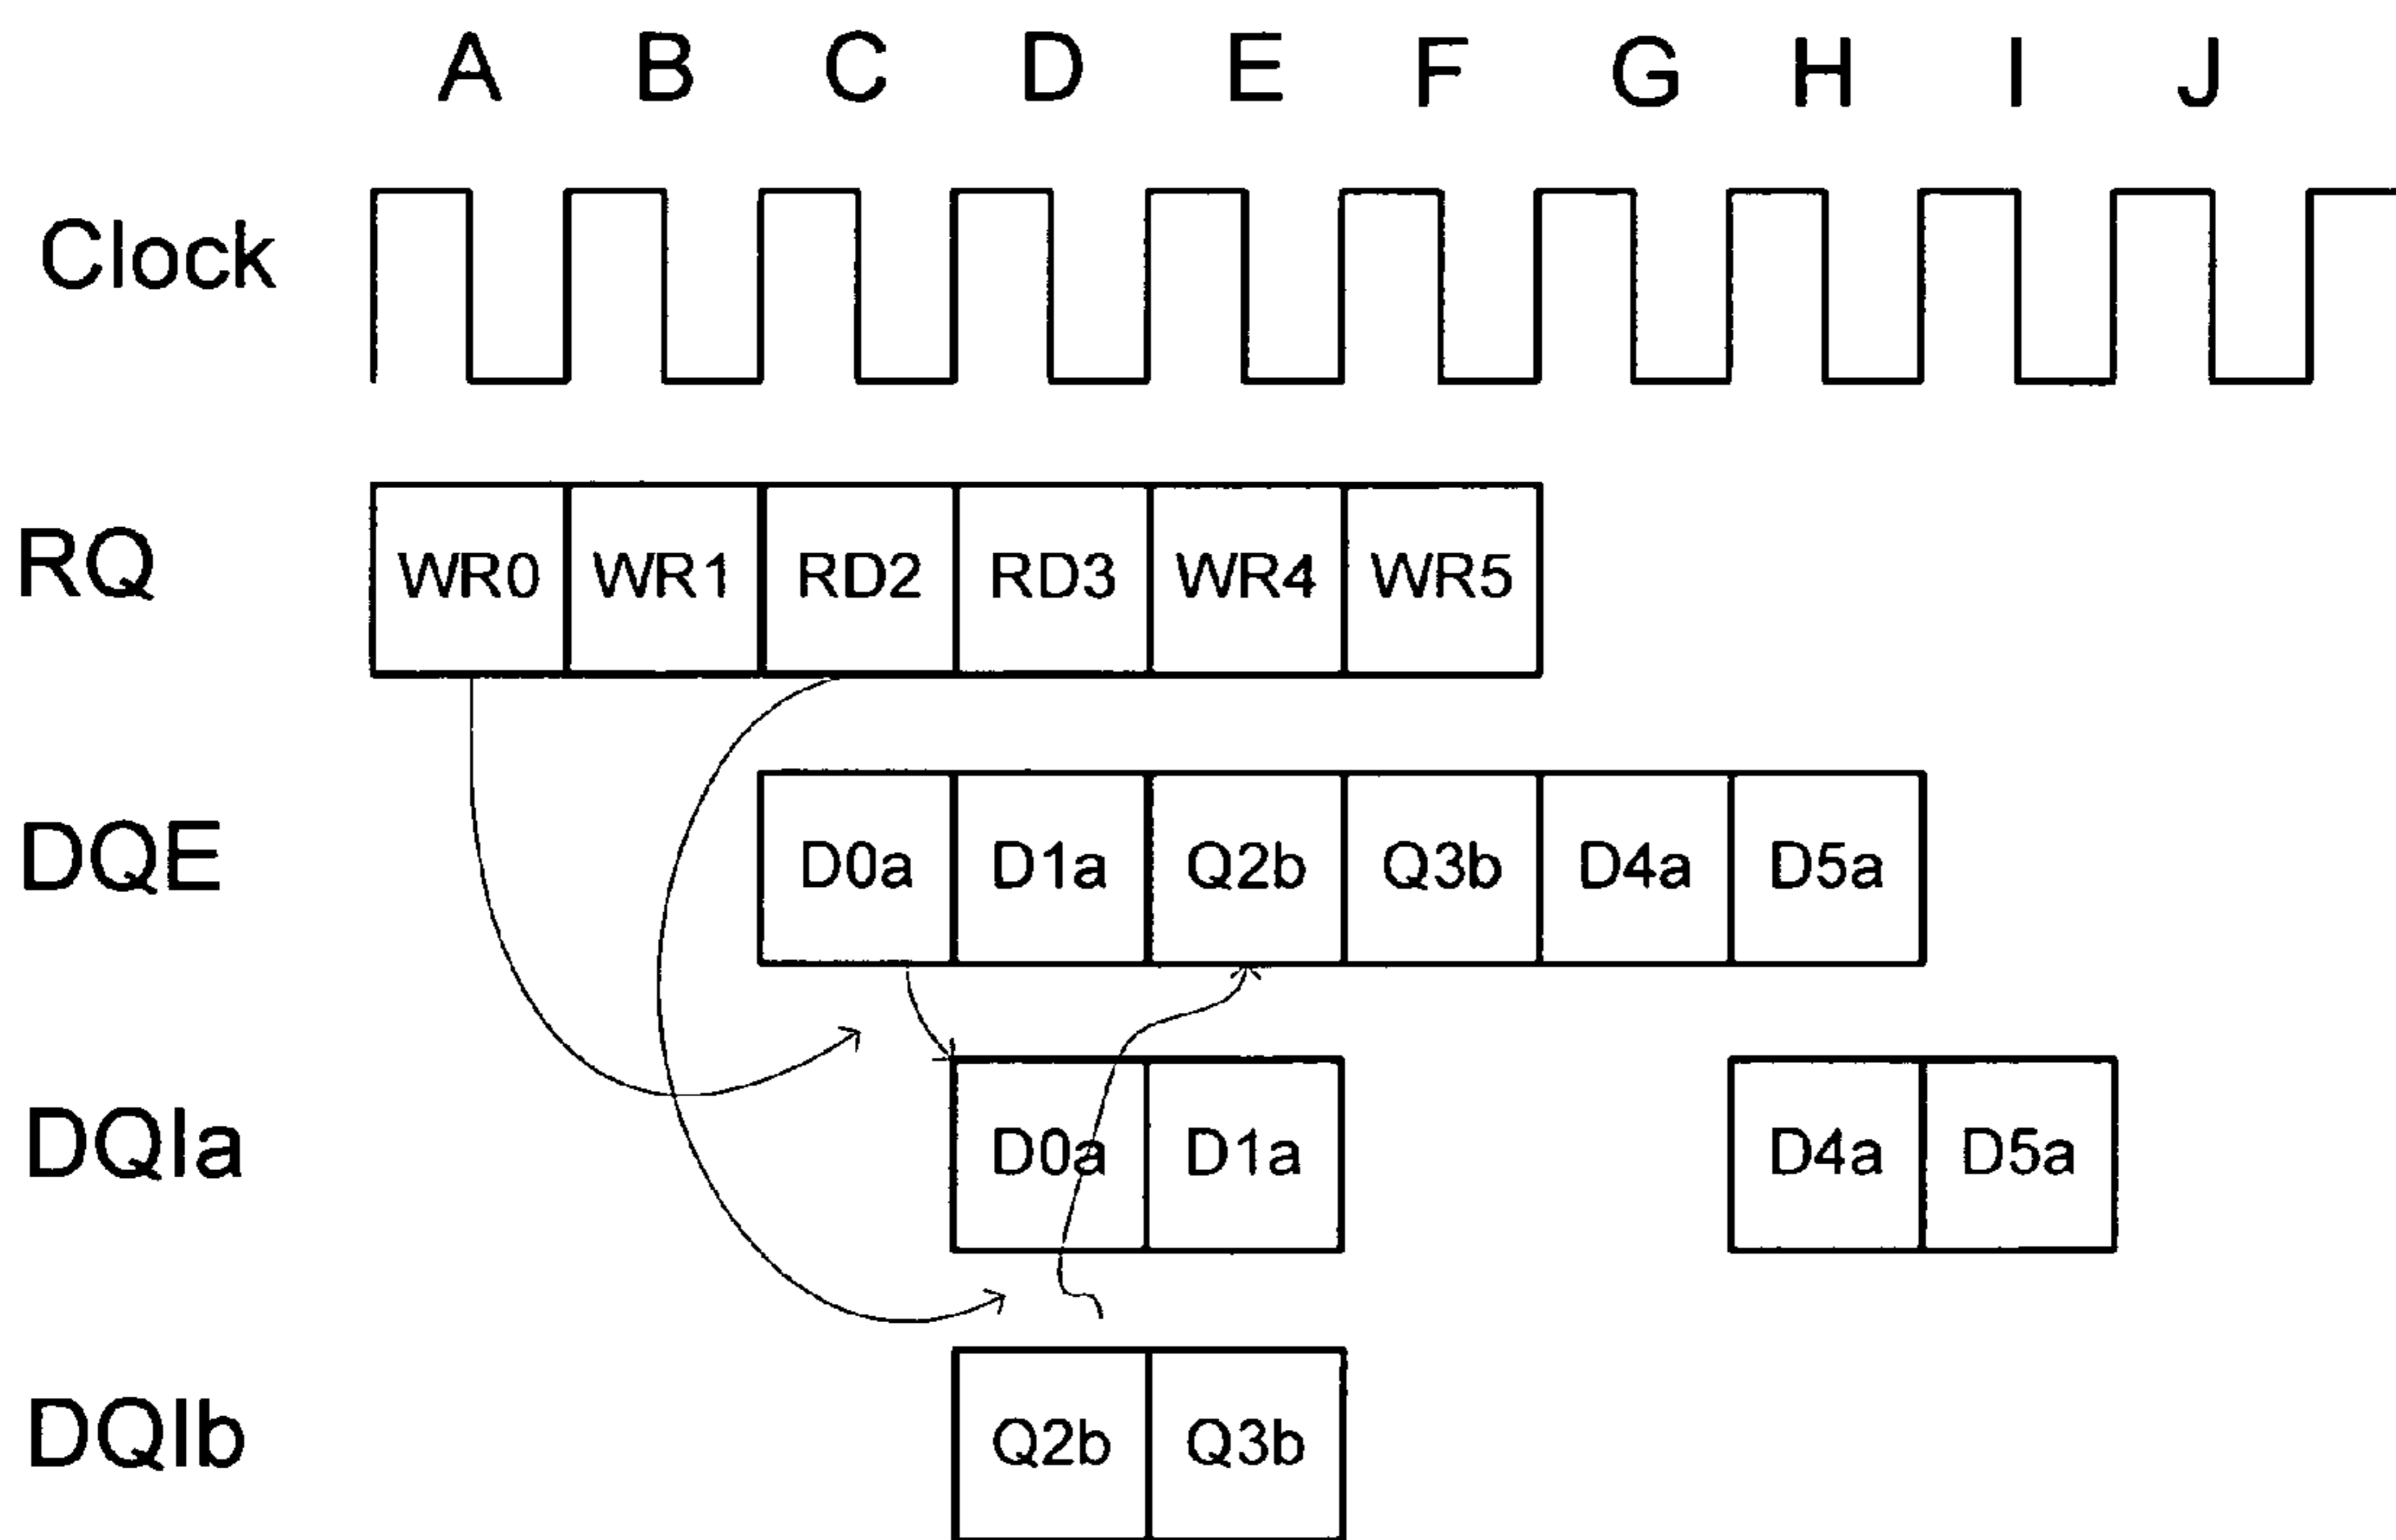 A B C D E F G H I J
Clock
RQ WR0 WR1 RD2 RD3 WR4 WR5
DQE D0a D1a Q2b Q3b D4a D5a
DQIa D0a D1a D4a D5a
DQIb Q2b Q3b